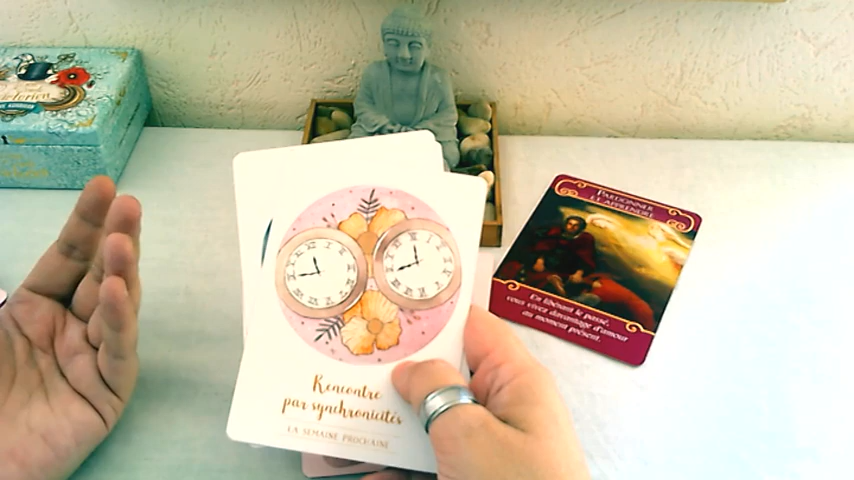 Rencontre
par synchronicités
LA SEMAINE PROCHAINE
PARDONNER
ET APPRENDRE
En libérant le passé,
vous vivez davantage d'amour
au moment présent.